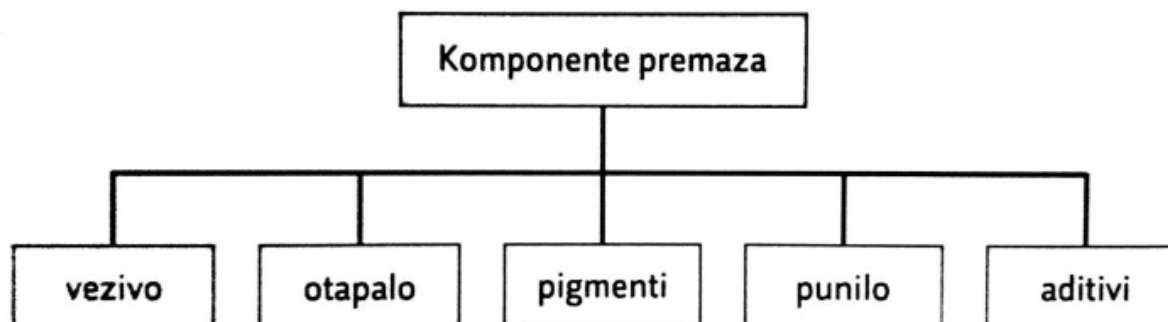 Komponente premaza
vezivo
otapalo
pigmenti
punilo
aditivi